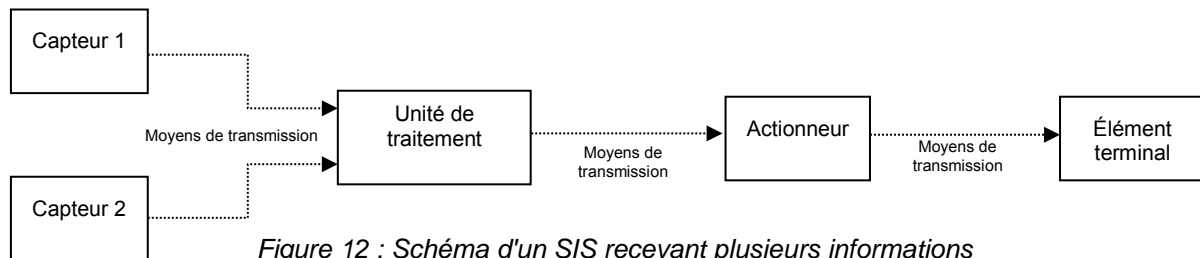 Capteur 1
Moyens de transmission
Capteur 2
Unité de
traitement
Moyens de
transmission
Actionneur
Moyens de
transmission
Élément
terminal
Figure 12 : Schéma d'un SIS recevant plusieurs informations